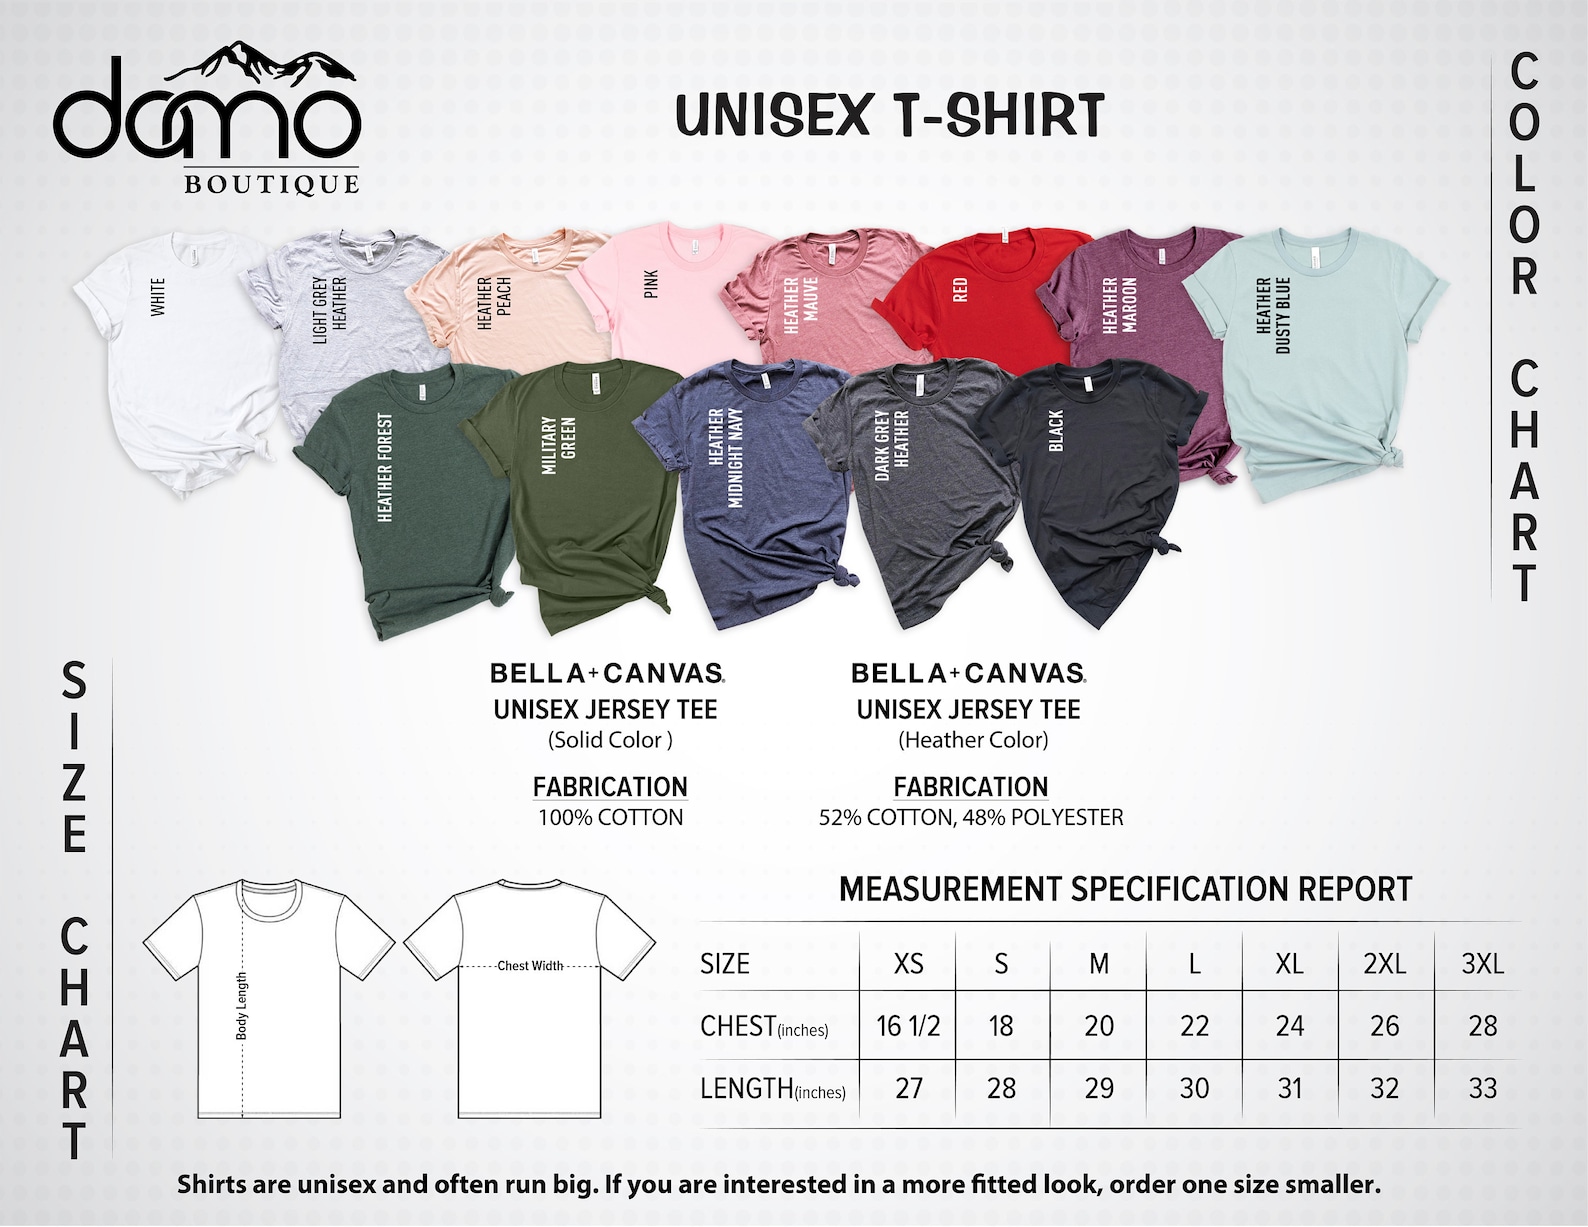 damo
BOUTIQUE
UNISEX T-SHIRT
COLOR CHART
WHITE
LIGHT GREY
HEATHER
HEATHER
PEACH
PINK
HEATHER
MAUVE
RED
HEATHER
MAROON
HEATHER
DUSTY BLUE
HEATHER FOREST
MILITARY
GREEN
HEATHER
MIDNIGHT NAVY
DARK GREY
HEATHER
BLACK
BELLA+CANVAS®
UNISEX JERSEY TEE
(Solid Color )
FABRICATION
100% COTTON
BELLA+CANVAS®
UNISEX JERSEY TEE
(Heather Color)
FABRICATION
52% COTTON, 48% POLYESTER
SIZE CHART
Body Length
Chest Width
MEASUREMENT SPECIFICATION REPORT
SIZE XS S M L XL 2XL 3XL
CHEST(inches) 16 1/2 18 20 22 24 26 28
LENGTH(inches) 27 28 29 30 31 32 33
Shirts are unisex and often run big. If you are interested in a more fitted look, order one size smaller.